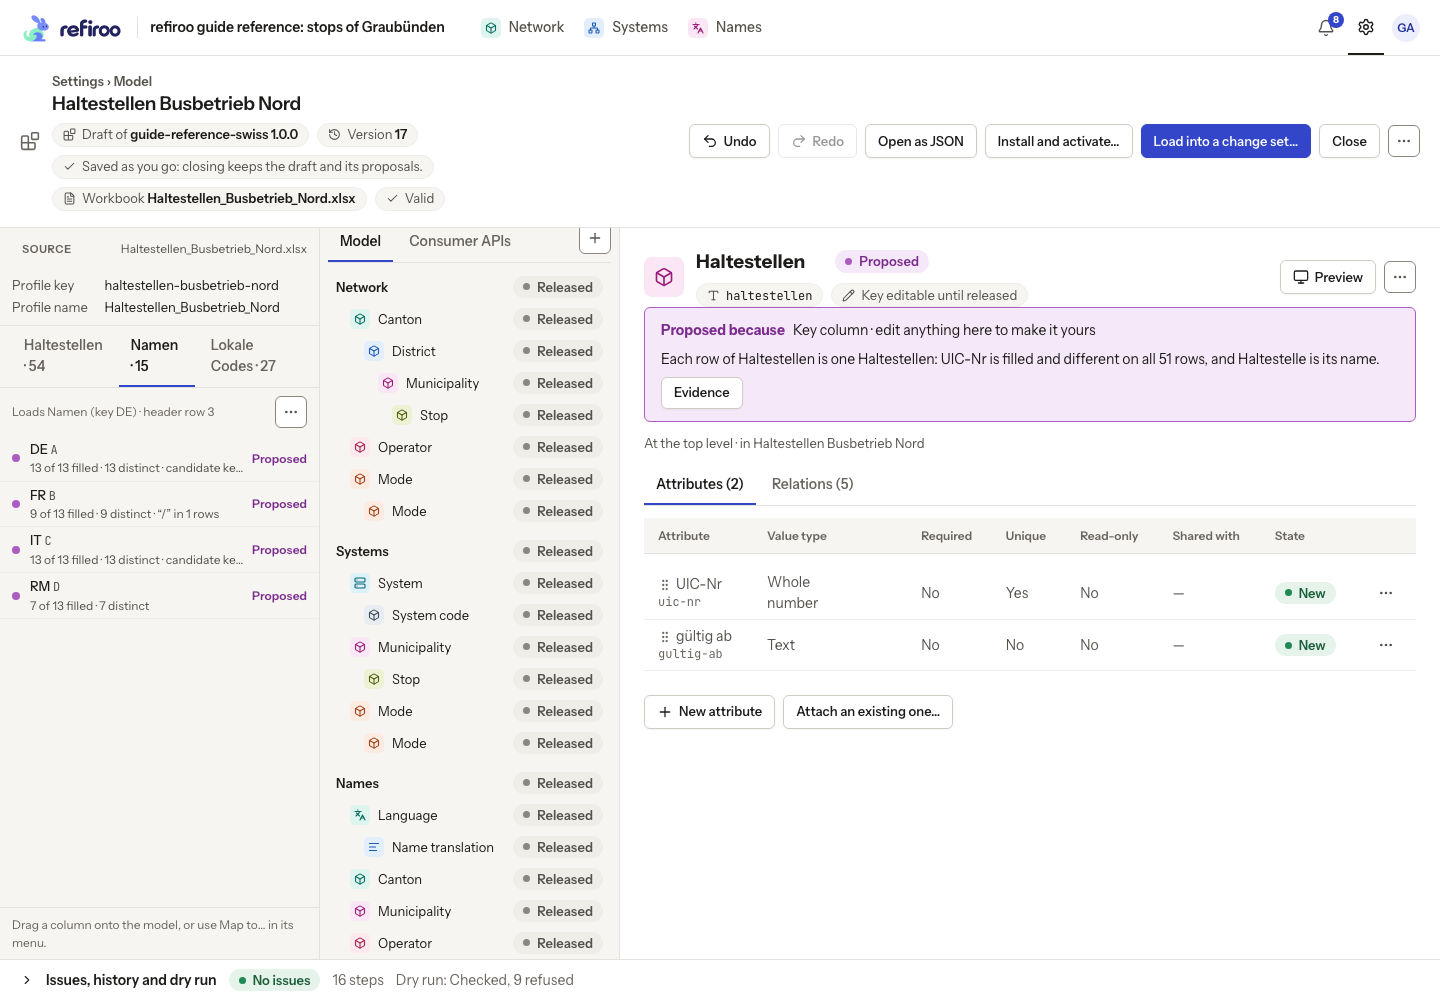 refiroo
refiroo guide reference: stops of Graubünden
Network
Systems
Names
8
GA
Settings › Model
Haltestellen Busbetrieb Nord
Draft of guide-reference-swiss 1.0.0
Version 17
Saved as you go: closing keeps the draft and its proposals.
Workbook Haltestellen_Busbetrieb_Nord.xlsx
Valid
Undo
Redo
Open as JSON
Install and activate...
Load into a change set...
Close
SOURCE
Haltestellen_Busbetrieb_Nord.xlsx
Profile key haltestellen-busbetrieb-nord
Profile name Haltestellen_Busbetrieb_Nord
Haltestellen · 54
Namen · 15
Lokale Codes · 27
Loads Namen (key DE) · header row 3
DE A
13 of 13 filled · 13 distinct · candidate ke...
Proposed
FR B
9 of 13 filled · 9 distinct · “/” in 1 rows
Proposed
IT C
13 of 13 filled · 13 distinct · candidate ke...
Proposed
RM D
7 of 13 filled · 7 distinct
Proposed
Drag a column onto the model, or use Map to... in its
menu.
Model
Consumer APIs
Network Released
Canton Released
District Released
Municipality Released
Stop Released
Operator Released
Mode Released
Mode Released
Systems Released
System Released
System code Released
Municipality Released
Stop Released
Mode Released
Mode Released
Names Released
Language Released
Name translation Released
Canton Released
Municipality Released
Operator Released
Haltestellen
Proposed
haltestellen
Key editable until released
Preview
Proposed because Key column · edit anything here to make it yours
Each row of Haltestellen is one Haltestellen: UIC-Nr is filled and different on all 51 rows, and Haltestelle is its name.
Evidence
At the top level · in Haltestellen Busbetrieb Nord
Attributes (2)
Relations (5)
Attribute Value type Required Unique Read-only Shared with State
UIC-Nr
uic-nr
Whole
number
No Yes No — New
gültig ab
gultig-ab
Text No No No — New
New attribute
Attach an existing one...
Issues, history and dry run
No issues
16 steps
Dry run: Checked, 9 refused